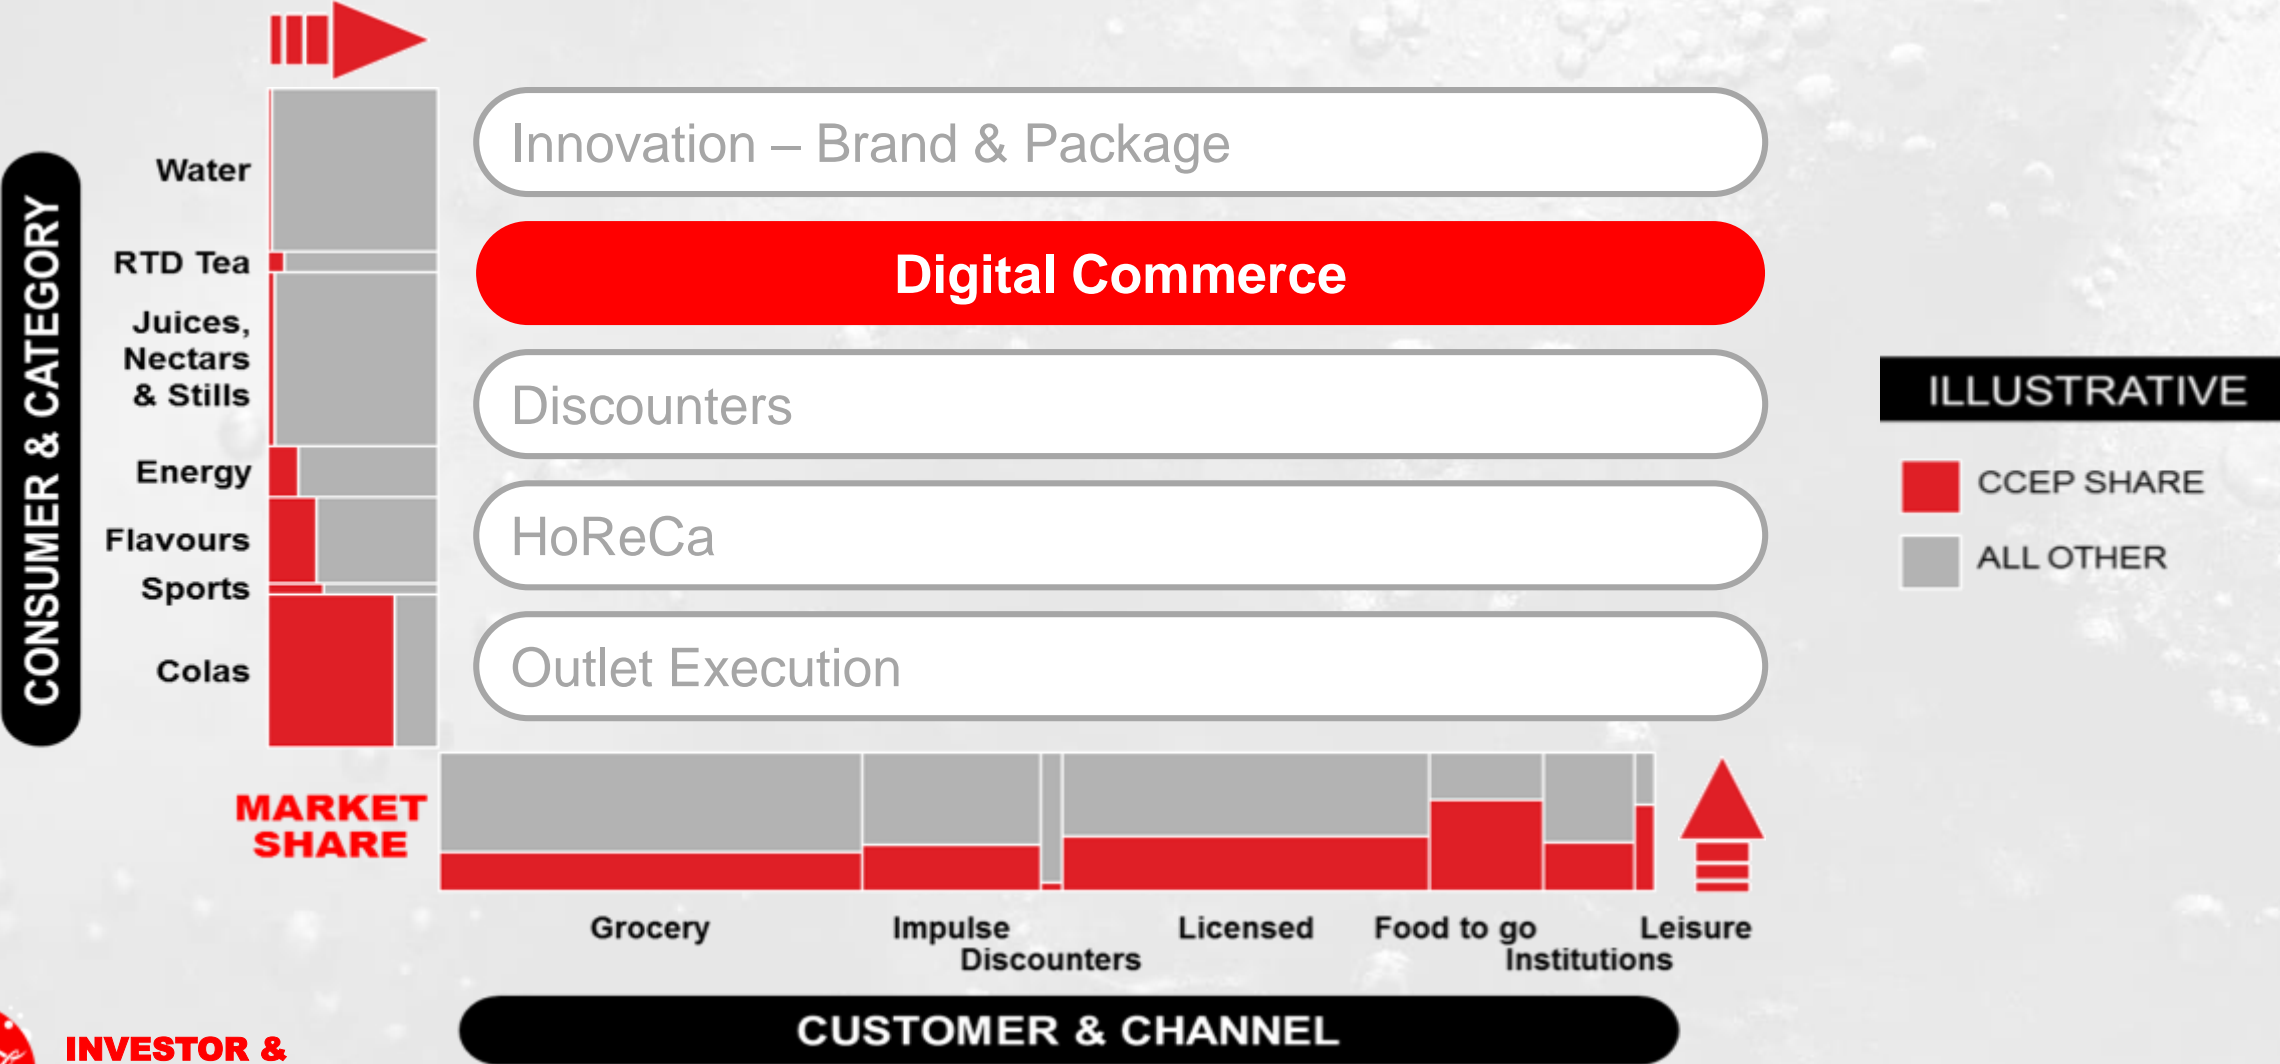 CONSUMER & CATEGORY
Water
RTD Tea
Juices,
Nectars
& Stills
Energy
Flavours
Sports
Colas
Innovation – Brand & Package
Digital Commerce
Discounters
HoReCa
Outlet Execution
ILLUSTRATIVE
CCEP SHARE
ALL OTHER
MARKET
SHARE
Grocery
Impulse
Discounters
Licensed
Food to go
Institutions
Leisure
CUSTOMER & CHANNEL
INVESTOR &